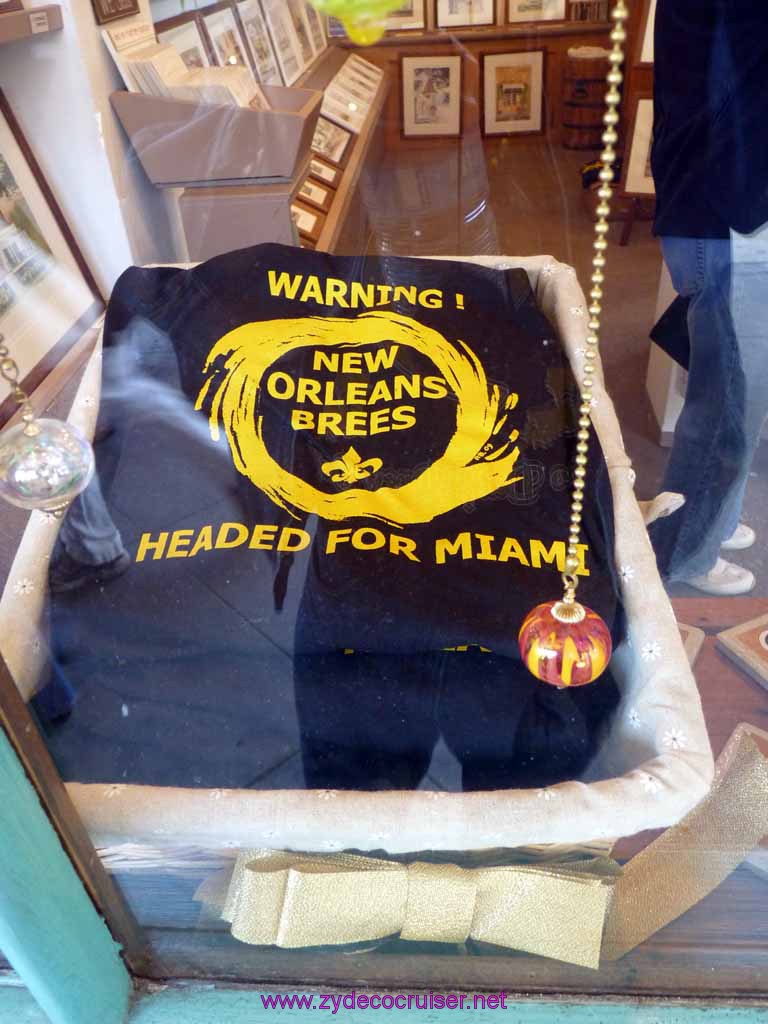 WARNING !
NEW
ORLEANS
BREES
HEADED FOR MIAMI
www.zydecocruiser.net